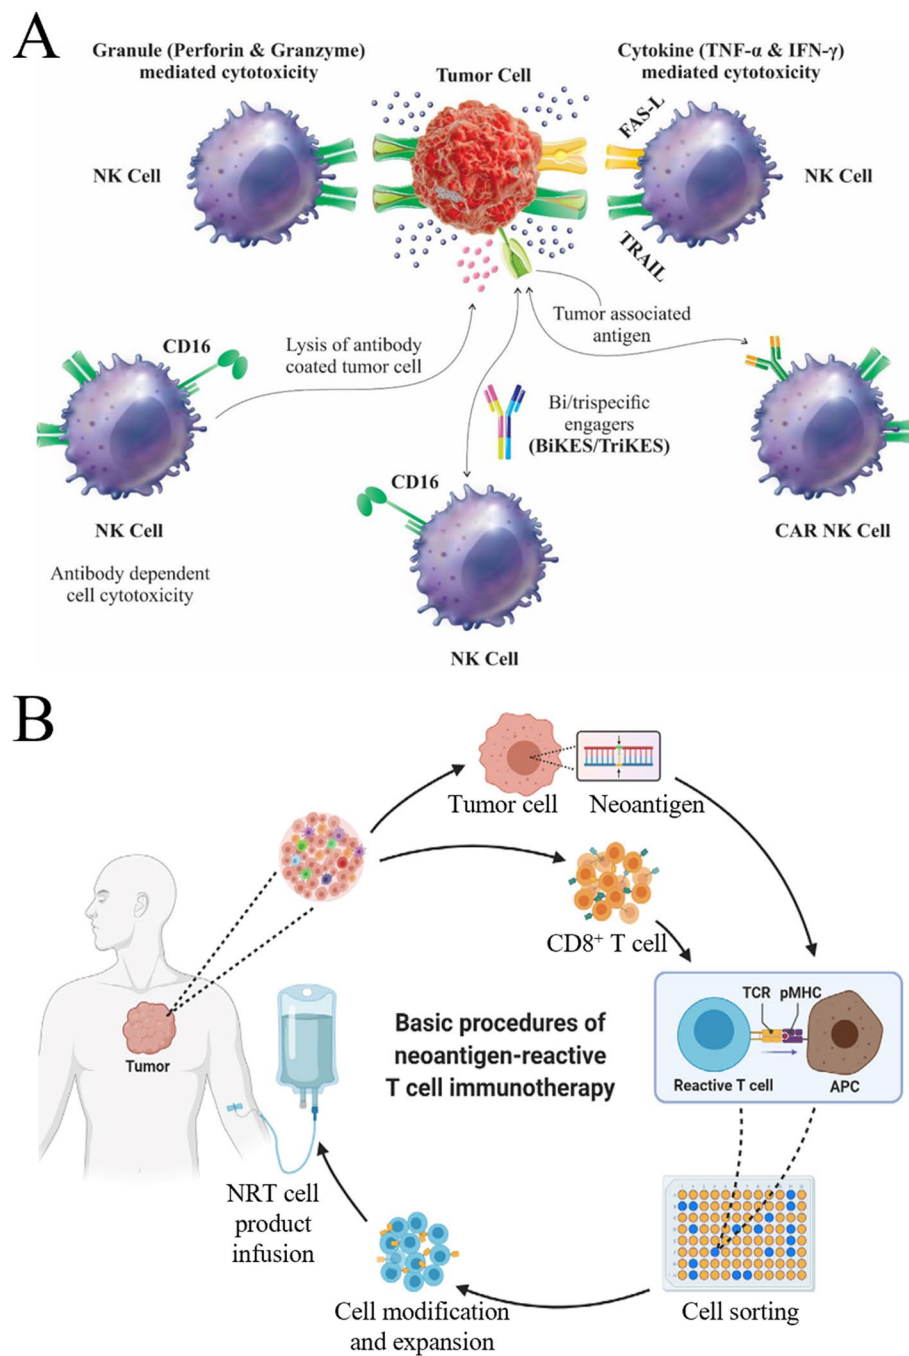 A
Granule (Perforin & Granzyme)
mediated cytotoxicity
Tumor Cell
Cytokine (TNF-α & IFN-γ)
mediated cytotoxicity
FAS-L
NK Cell
NK Cell
TRAIL
CD16
Lysis of antibody
coated tumor cell
Tumor associated
antigen
Bi/trispecific
engagers
(BiKES/TriKES)
CD16
NK Cell
CAR NK Cell
Antibody dependent
cell cytotoxicity
NK Cell
B
Tumor cell
Neoantigen
CD8⁺ T cell
TCR
pMHC
Reactive T cell
APC
Tumor
Basic procedures of
neoantigen-reactive
T cell immunotherapy
NRT cell
product
infusion
Cell modification
and expansion
Cell sorting